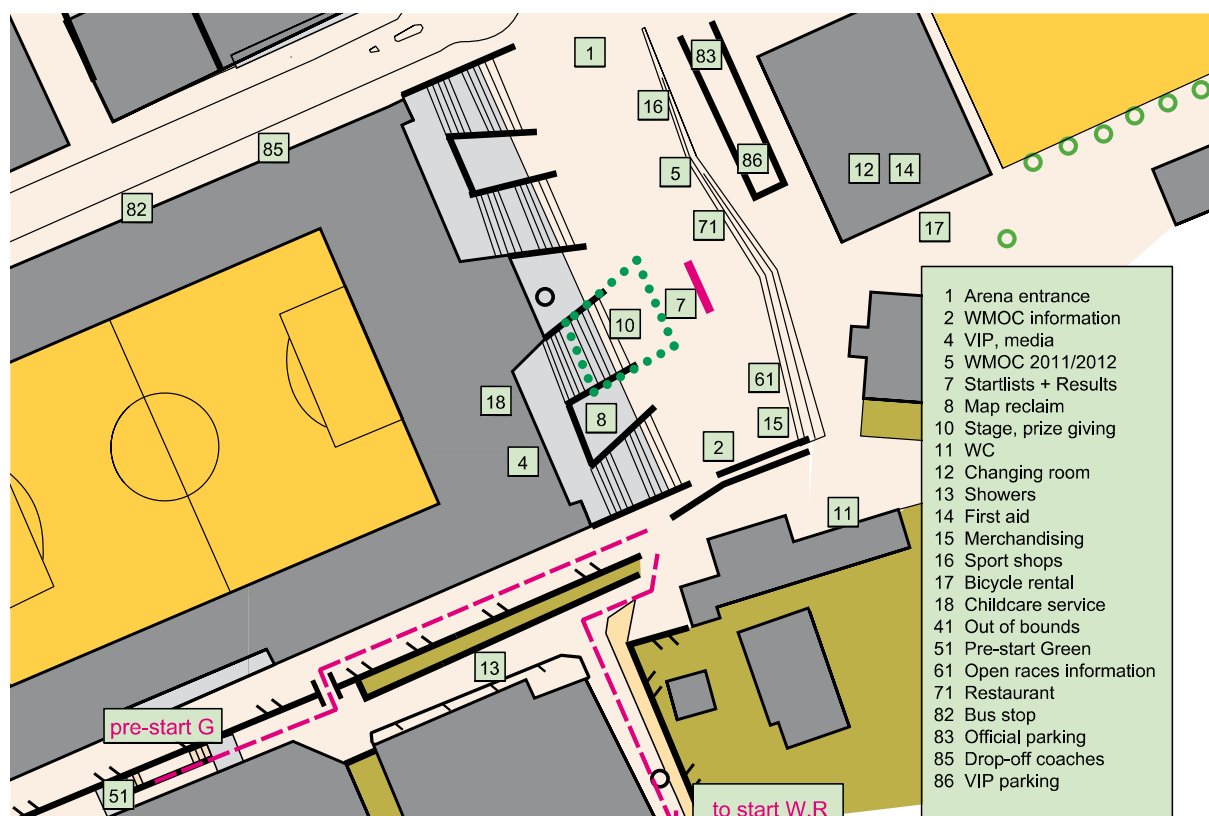 1
83
16
85
86
5
12
14
82
71
17
7
10
61
18
8
15
4
2
11
13
pre-start G
51
to start W,R
1 Arena entrance
2 WMOC information
4 VIP, media
5 WMOC 2011/2012
7 Startlists + Results
8 Map reclaim
10 Stage, prize giving
11 WC
12 Changing room
13 Showers
14 First aid
15 Merchandising
16 Sport shops
17 Bicycle rental
18 Childcare service
41 Out of bounds
51 Pre-start Green
61 Open races information
71 Restaurant
82 Bus stop
83 Official parking
85 Drop-off coaches
86 VIP parking